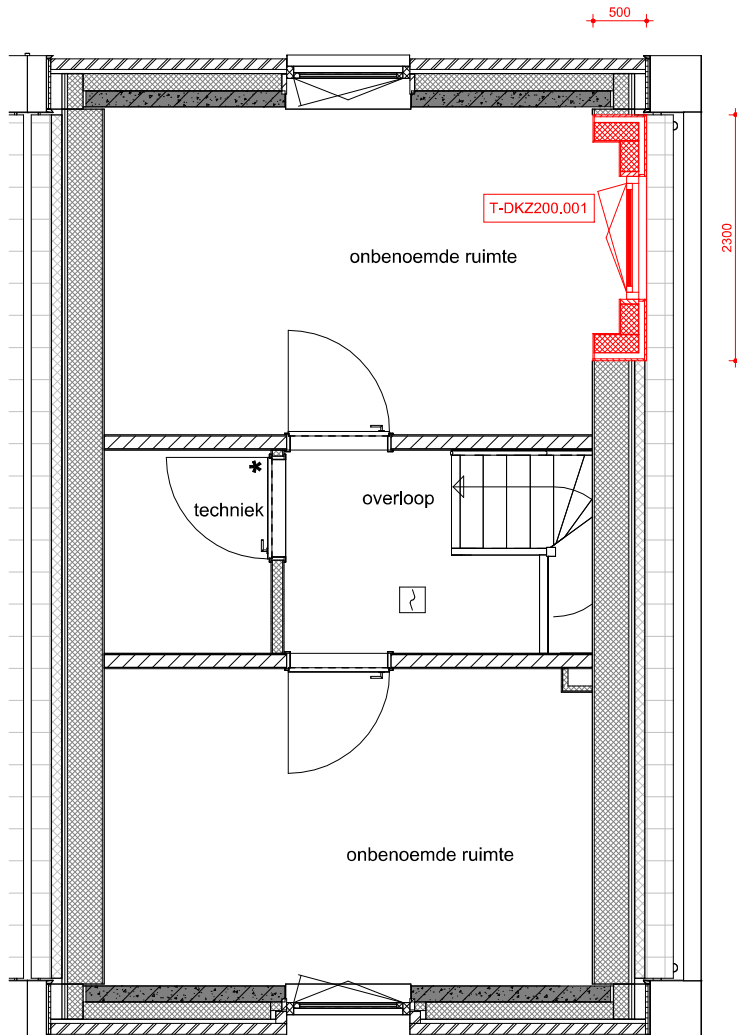 500
T-DKZ200.001
2300
onbenoemde ruimte
*
techniek
overloop
onbenoemde ruimte